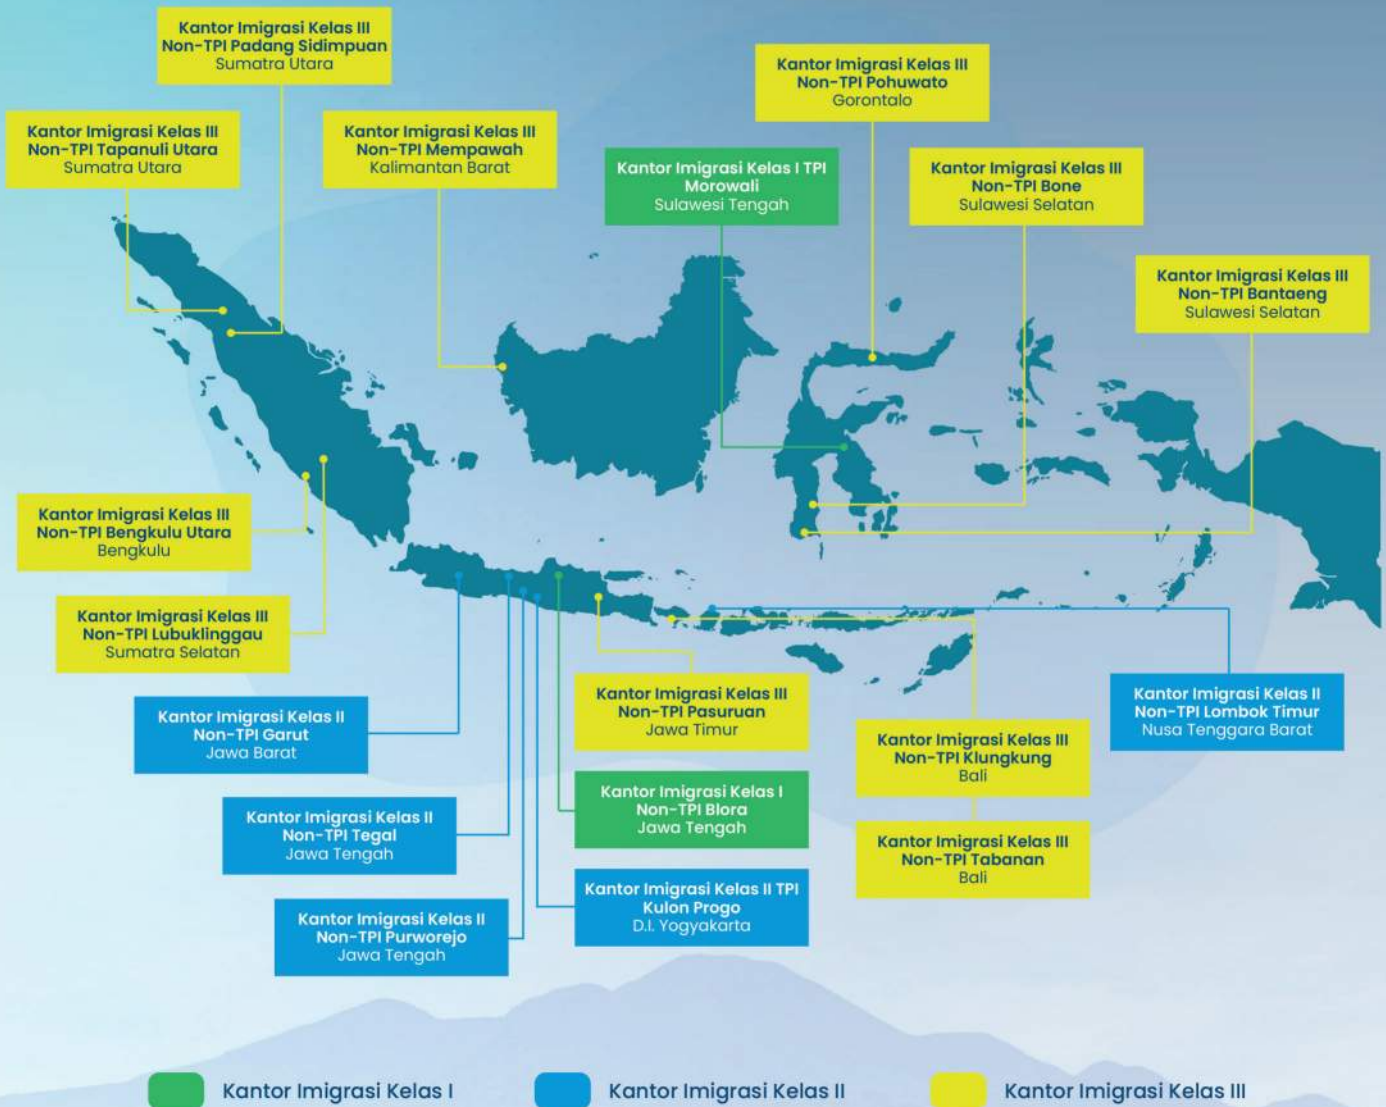 Kantor Imigrasi Kelas III
Non-TPI Padang Sidimpuan
Sumatra Utara
Kantor Imigrasi Kelas III
Non-TPI Pohuwato
Gorontalo
Kantor Imigrasi Kelas III
Non-TPI Tapanuli Utara
Sumatra Utara
Kantor Imigrasi Kelas III
Non-TPI Mempawah
Kalimantan Barat
Kantor Imigrasi Kelas I TPI
Morowali
Sulawesi Tengah
Kantor Imigrasi Kelas III
Non-TPI Bone
Sulawesi Selatan
Kantor Imigrasi Kelas III
Non-TPI Bantaeng
Sulawesi Selatan
Kantor Imigrasi Kelas III
Non-TPI Bengkulu Utara
Bengkulu
Kantor Imigrasi Kelas III
Non-TPI Lubuklinggau
Sumatra Selatan
Kantor Imigrasi Kelas II
Non-TPI Garut
Jawa Barat
Kantor Imigrasi Kelas III
Non-TPI Pasuruan
Jawa Timur
Kantor Imigrasi Kelas II
Non-TPI Lombok Timur
Nusa Tenggara Barat
Kantor Imigrasi Kelas III
Non-TPI Klungkung
Bali
Kantor Imigrasi Kelas I
Non-TPI Blora
Jawa Tengah
Kantor Imigrasi Kelas II
Non-TPI Tegal
Jawa Tengah
Kantor Imigrasi Kelas III
Non-TPI Tabanan
Bali
Kantor Imigrasi Kelas II TPI
Kulon Progo
D.I. Yogyakarta
Kantor Imigrasi Kelas II
Non-TPI Purworejo
Jawa Tengah
Kantor Imigrasi Kelas I
Kantor Imigrasi Kelas II
Kantor Imigrasi Kelas III